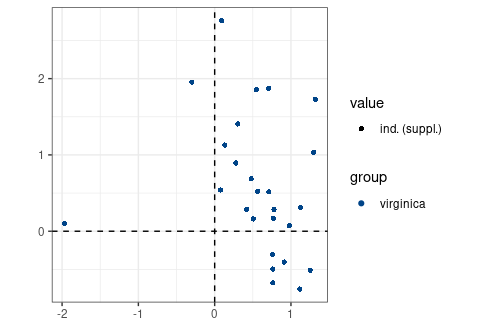 2
1
0
-2
-1
0
1
value
ind. (suppl.)
group
virginica